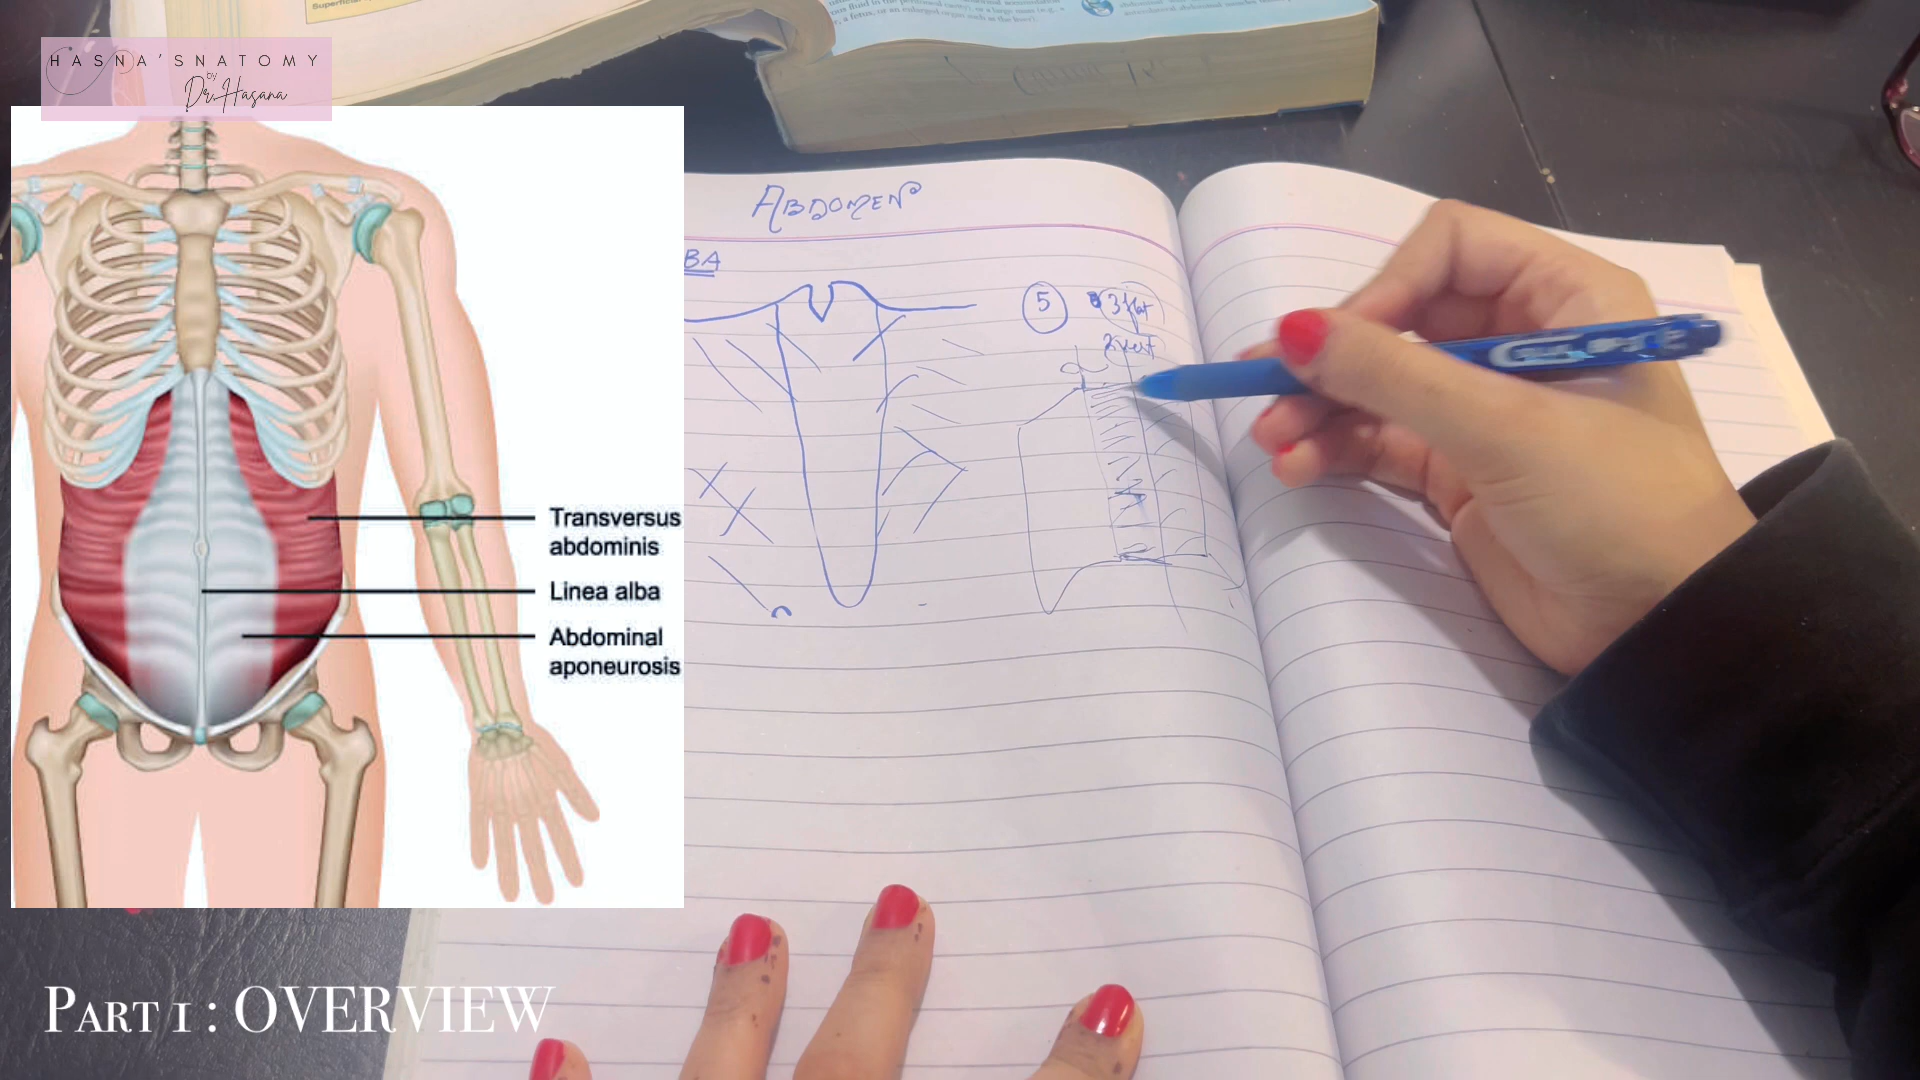 HASNA'SNATOMY
by
Dr.Hasana
ABDOMEN
BA
5 3 flat
2 vert
Transversus
abdominis
Linea alba
Abdominal
aponeurosis
PART 1 : OVERVIEW